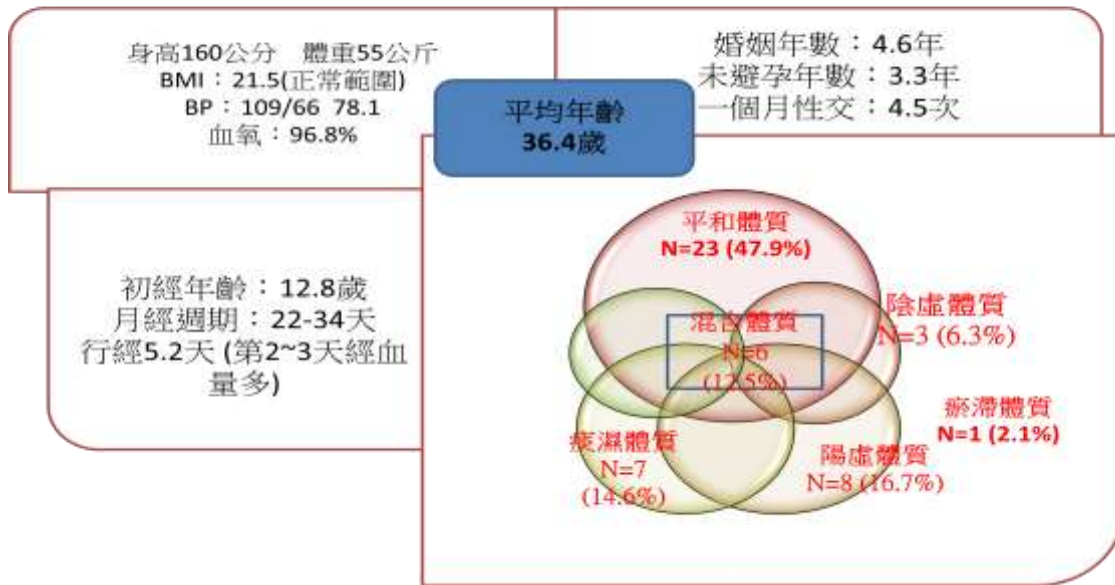 身高160公分 體重55公斤
BMI：21.5(正常範圍)
BP：109/66 78.1
血氧：96.8%
婚姻年數：4.6年
未避孕年數：3.3年
一個月性交：4.5次
平均年齡
36.4歲
初經年齡：12.8歲
月經週期：22-34天
行經5.2天 (第2~3天經血
量多)
平和體質
N=23 (47.9%)
混合體質
N=6
(12.5%)
陰虛體質
N=3 (6.3%)
瘀滯體質
N=1 (2.1%)
痰濕體質
N=7
(14.6%)
陽虛體質
N=8 (16.7%)